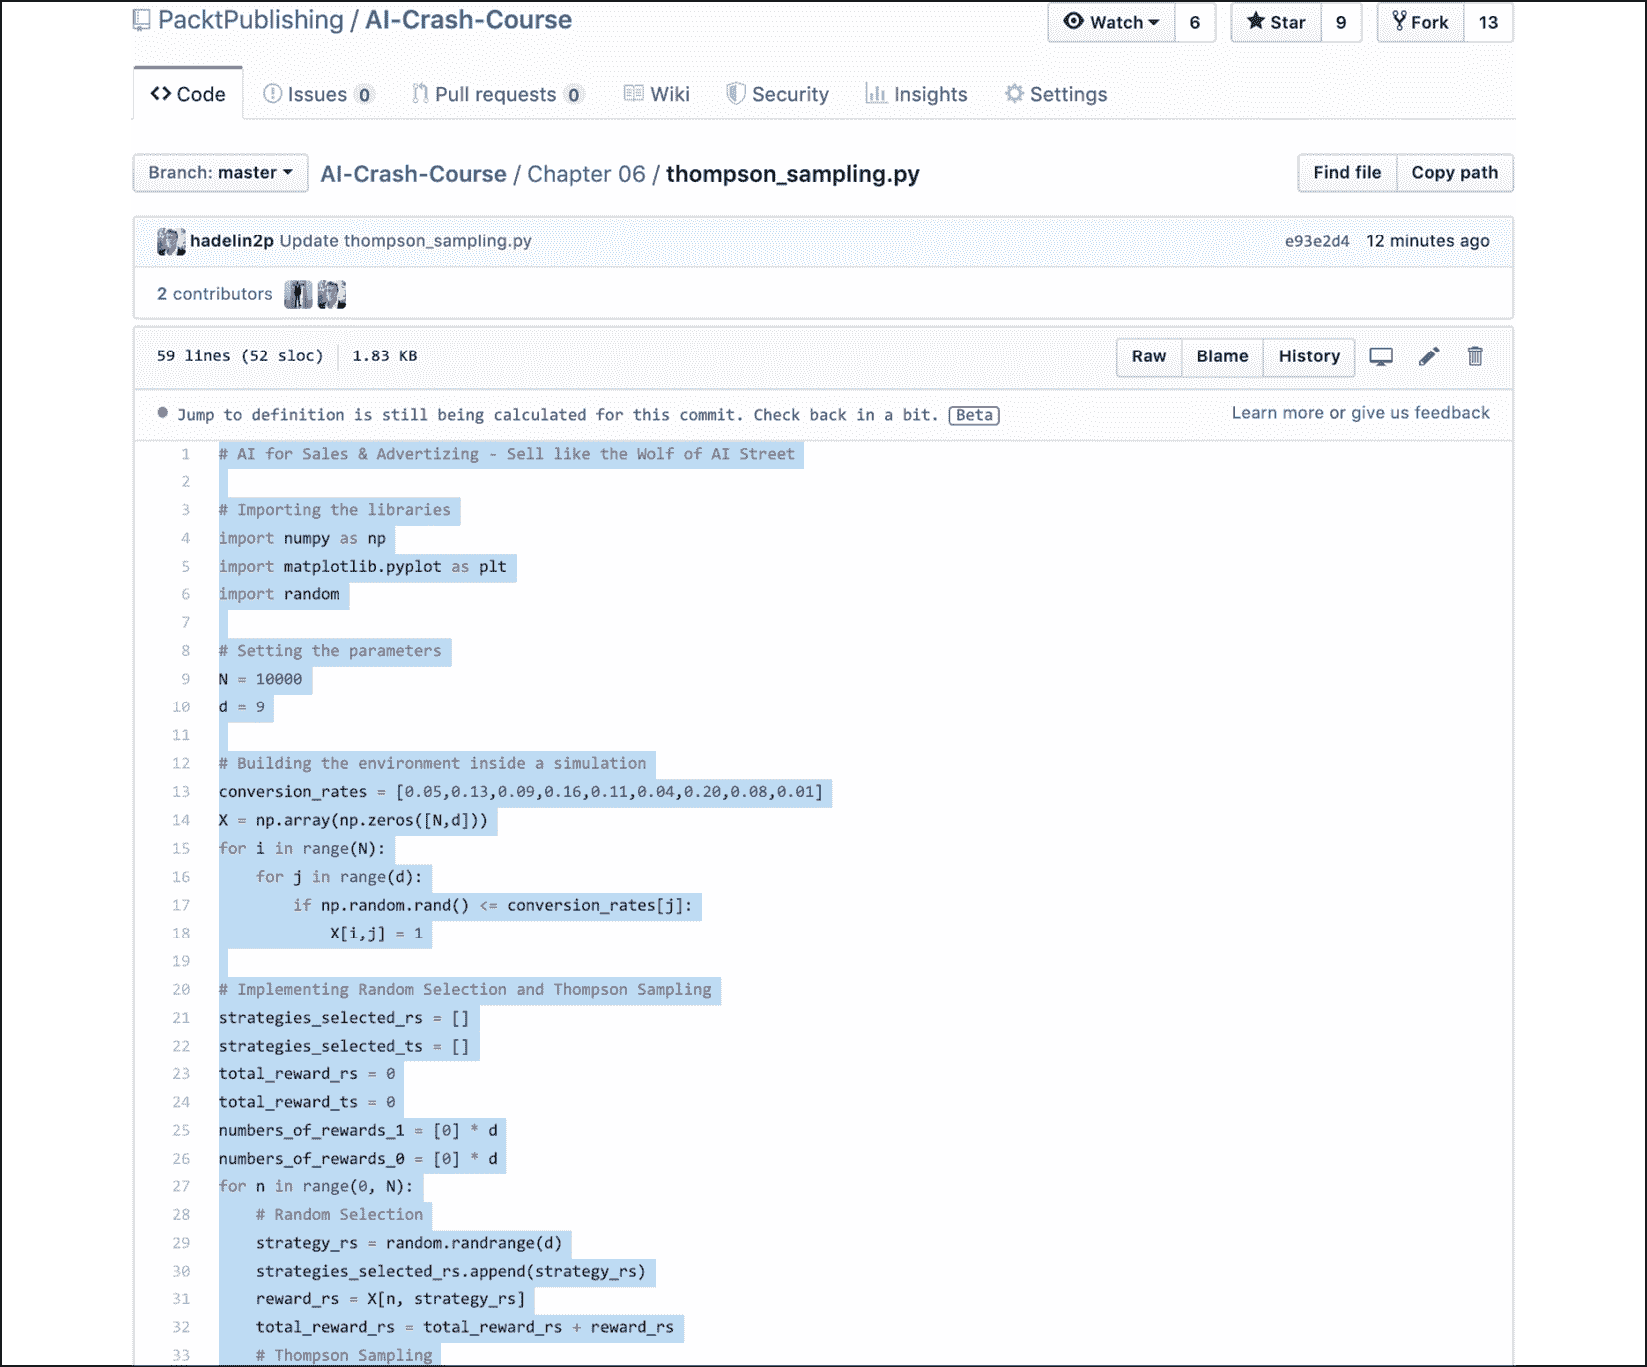 PacktPublishing / AI-Crash-Course
Watch 6 Star 9 Fork 13
Code Issues 0 Pull requests 0 Wiki Security Insights Settings
Branch: master AI-Crash-Course / Chapter 06 / thompson_sampling.py Find file Copy path
hadelin2p Update thompson_sampling.py e93e2d4 12 minutes ago
2 contributors
59 lines (52 sloc) 1.83 KB Raw Blame History
Jump to definition is still being calculated for this commit. Check back in a bit. Beta Learn more or give us feedback
1 # AI for Sales & Advertizing - Sell like the Wolf of AI Street
2
3 # Importing the libraries
4 import numpy as np
5 import matplotlib.pyplot as plt
6 import random
7
8 # Setting the parameters
9 N = 10000
10 d = 9
11
12 # Building the environment inside a simulation
13 conversion_rates = [0.05,0.13,0.09,0.16,0.11,0.04,0.20,0.08,0.01]
14 X = np.array(np.zeros([N,d]))
15 for i in range(N):
16     for j in range(d):
17         if np.random.rand() <= conversion_rates[j]:
18             X[i,j] = 1
19
20 # Implementing Random Selection and Thompson Sampling
21 strategies_selected_rs = []
22 strategies_selected_ts = []
23 total_reward_rs = 0
24 total_reward_ts = 0
25 numbers_of_rewards_1 = [0] * d
26 numbers_of_rewards_0 = [0] * d
27 for n in range(0, N):
28     # Random Selection
29     strategy_rs = random.randrange(d)
30     strategies_selected_rs.append(strategy_rs)
31     reward_rs = X[n, strategy_rs]
32     total_reward_rs = total_reward_rs + reward_rs
33     # Thompson Sampling